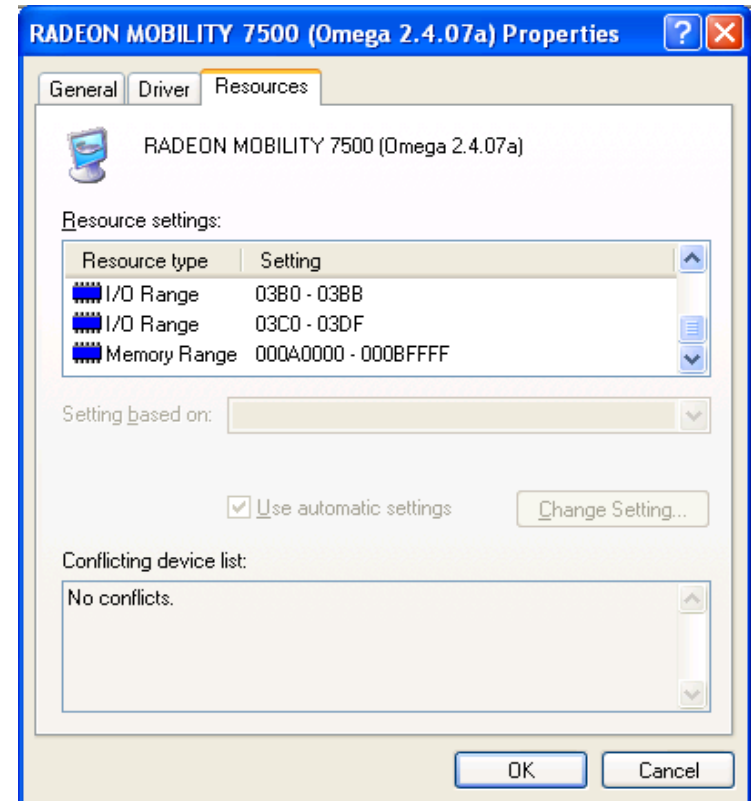 RADEON MOBILITY 7500 (Omega 2.4.07a) Properties
General Driver Resources
RADEON MOBILITY 7500 (Omega 2.4.07a)
Resource settings:
Resource type Setting
I/O Range 03B0 - 03BB
I/O Range 03C0 - 03DF
Memory Range 000A0000 - 000BFFFF
Setting based on:
Use automatic settings Change Setting...
Conflicting device list:
No conflicts.
OK Cancel